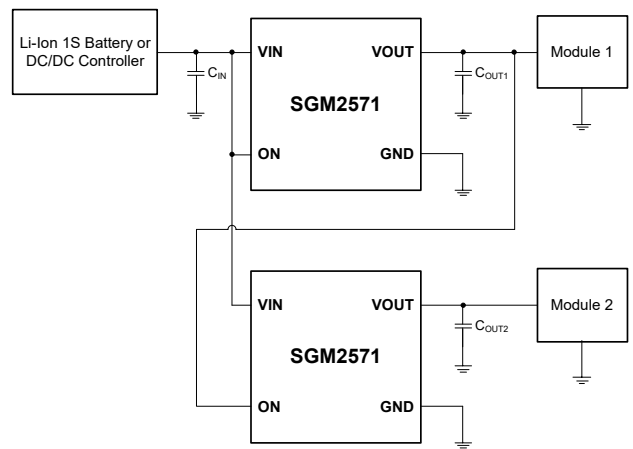 Li-Ion 1S Battery or
DC/DC Controller
VIN
VOUT
CIN
COUT1
Module 1
SGM2571
ON
GND
VIN
VOUT
COUT2
Module 2
SGM2571
ON
GND